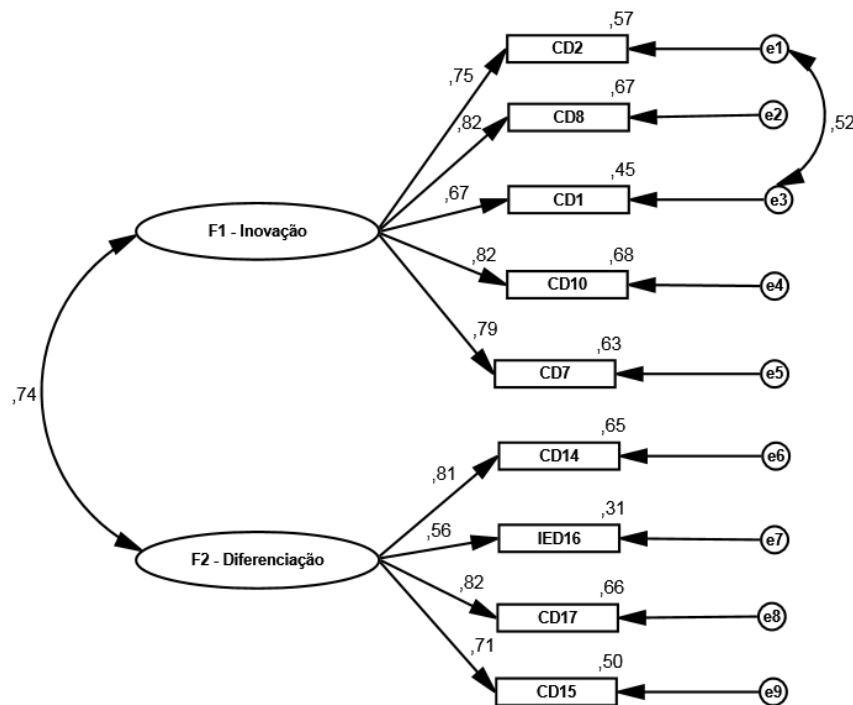 ,57
CD2
e1
,75
,67
CD8
e2
,82
,52
,45
CD1
e3
,67
F1 - Inovação
,68
CD10
e4
,82
,79
,63
CD7
e5
,74
,65
CD14
e6
,81
,31
IED16
e7
,56
F2 - Diferenciação
,66
CD17
e8
,82
,71
,50
CD15
e9